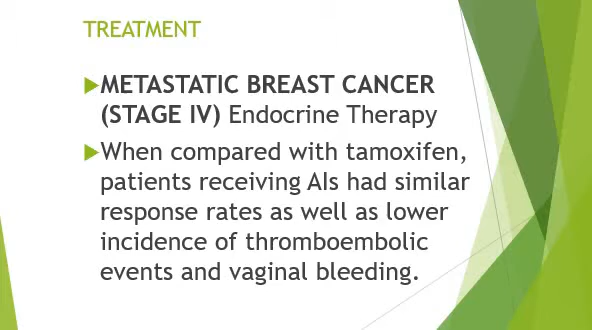 TREATMENT
METASTATIC BREAST CANCER
(STAGE IV) Endocrine Therapy
When compared with tamoxifen,
patients receiving AIs had similar
response rates as well as lower
incidence of thromboembolic
events and vaginal bleeding.